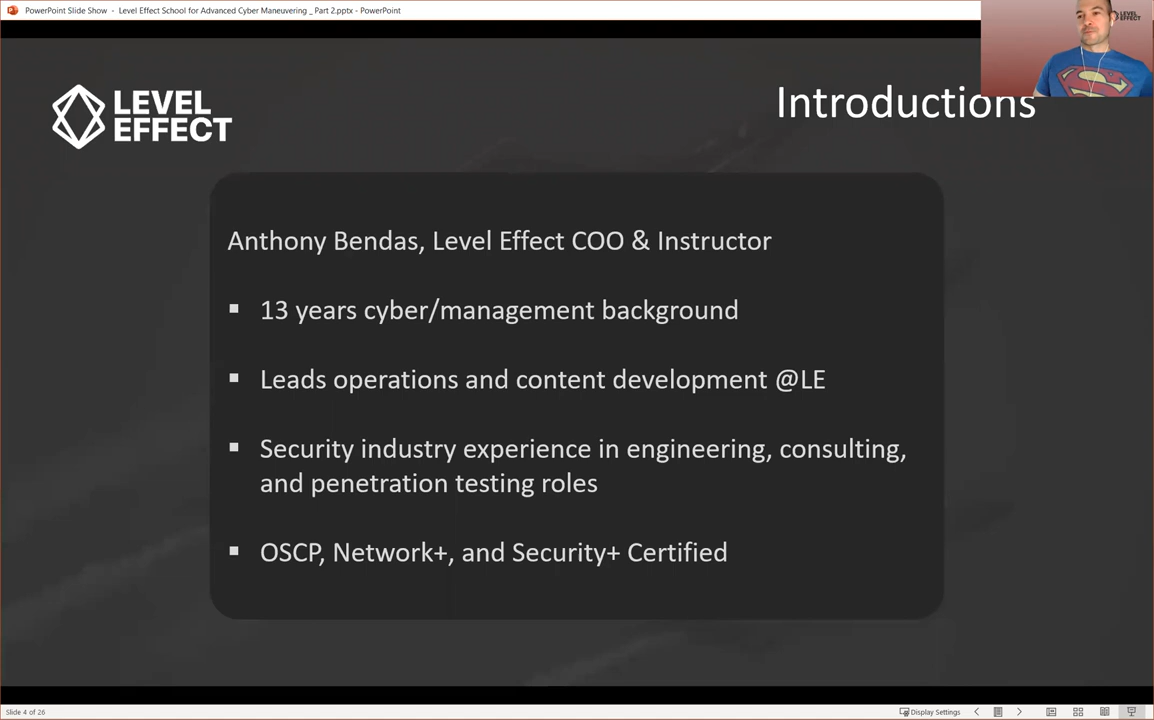 PowerPoint Slide Show - Level Effect School for Advanced Cyber Maneuvering _ Part 2.pptx - PowerPoint
LEVEL
EFFECT
LEVEL
EFFECT
Introductions
Anthony Bendas, Level Effect COO & Instructor
▪ 13 years cyber/management background
▪ Leads operations and content development @LE
▪ Security industry experience in engineering, consulting,
and penetration testing roles
▪ OSCP, Network+, and Security+ Certified
Slide 4 of 26
Display Settings